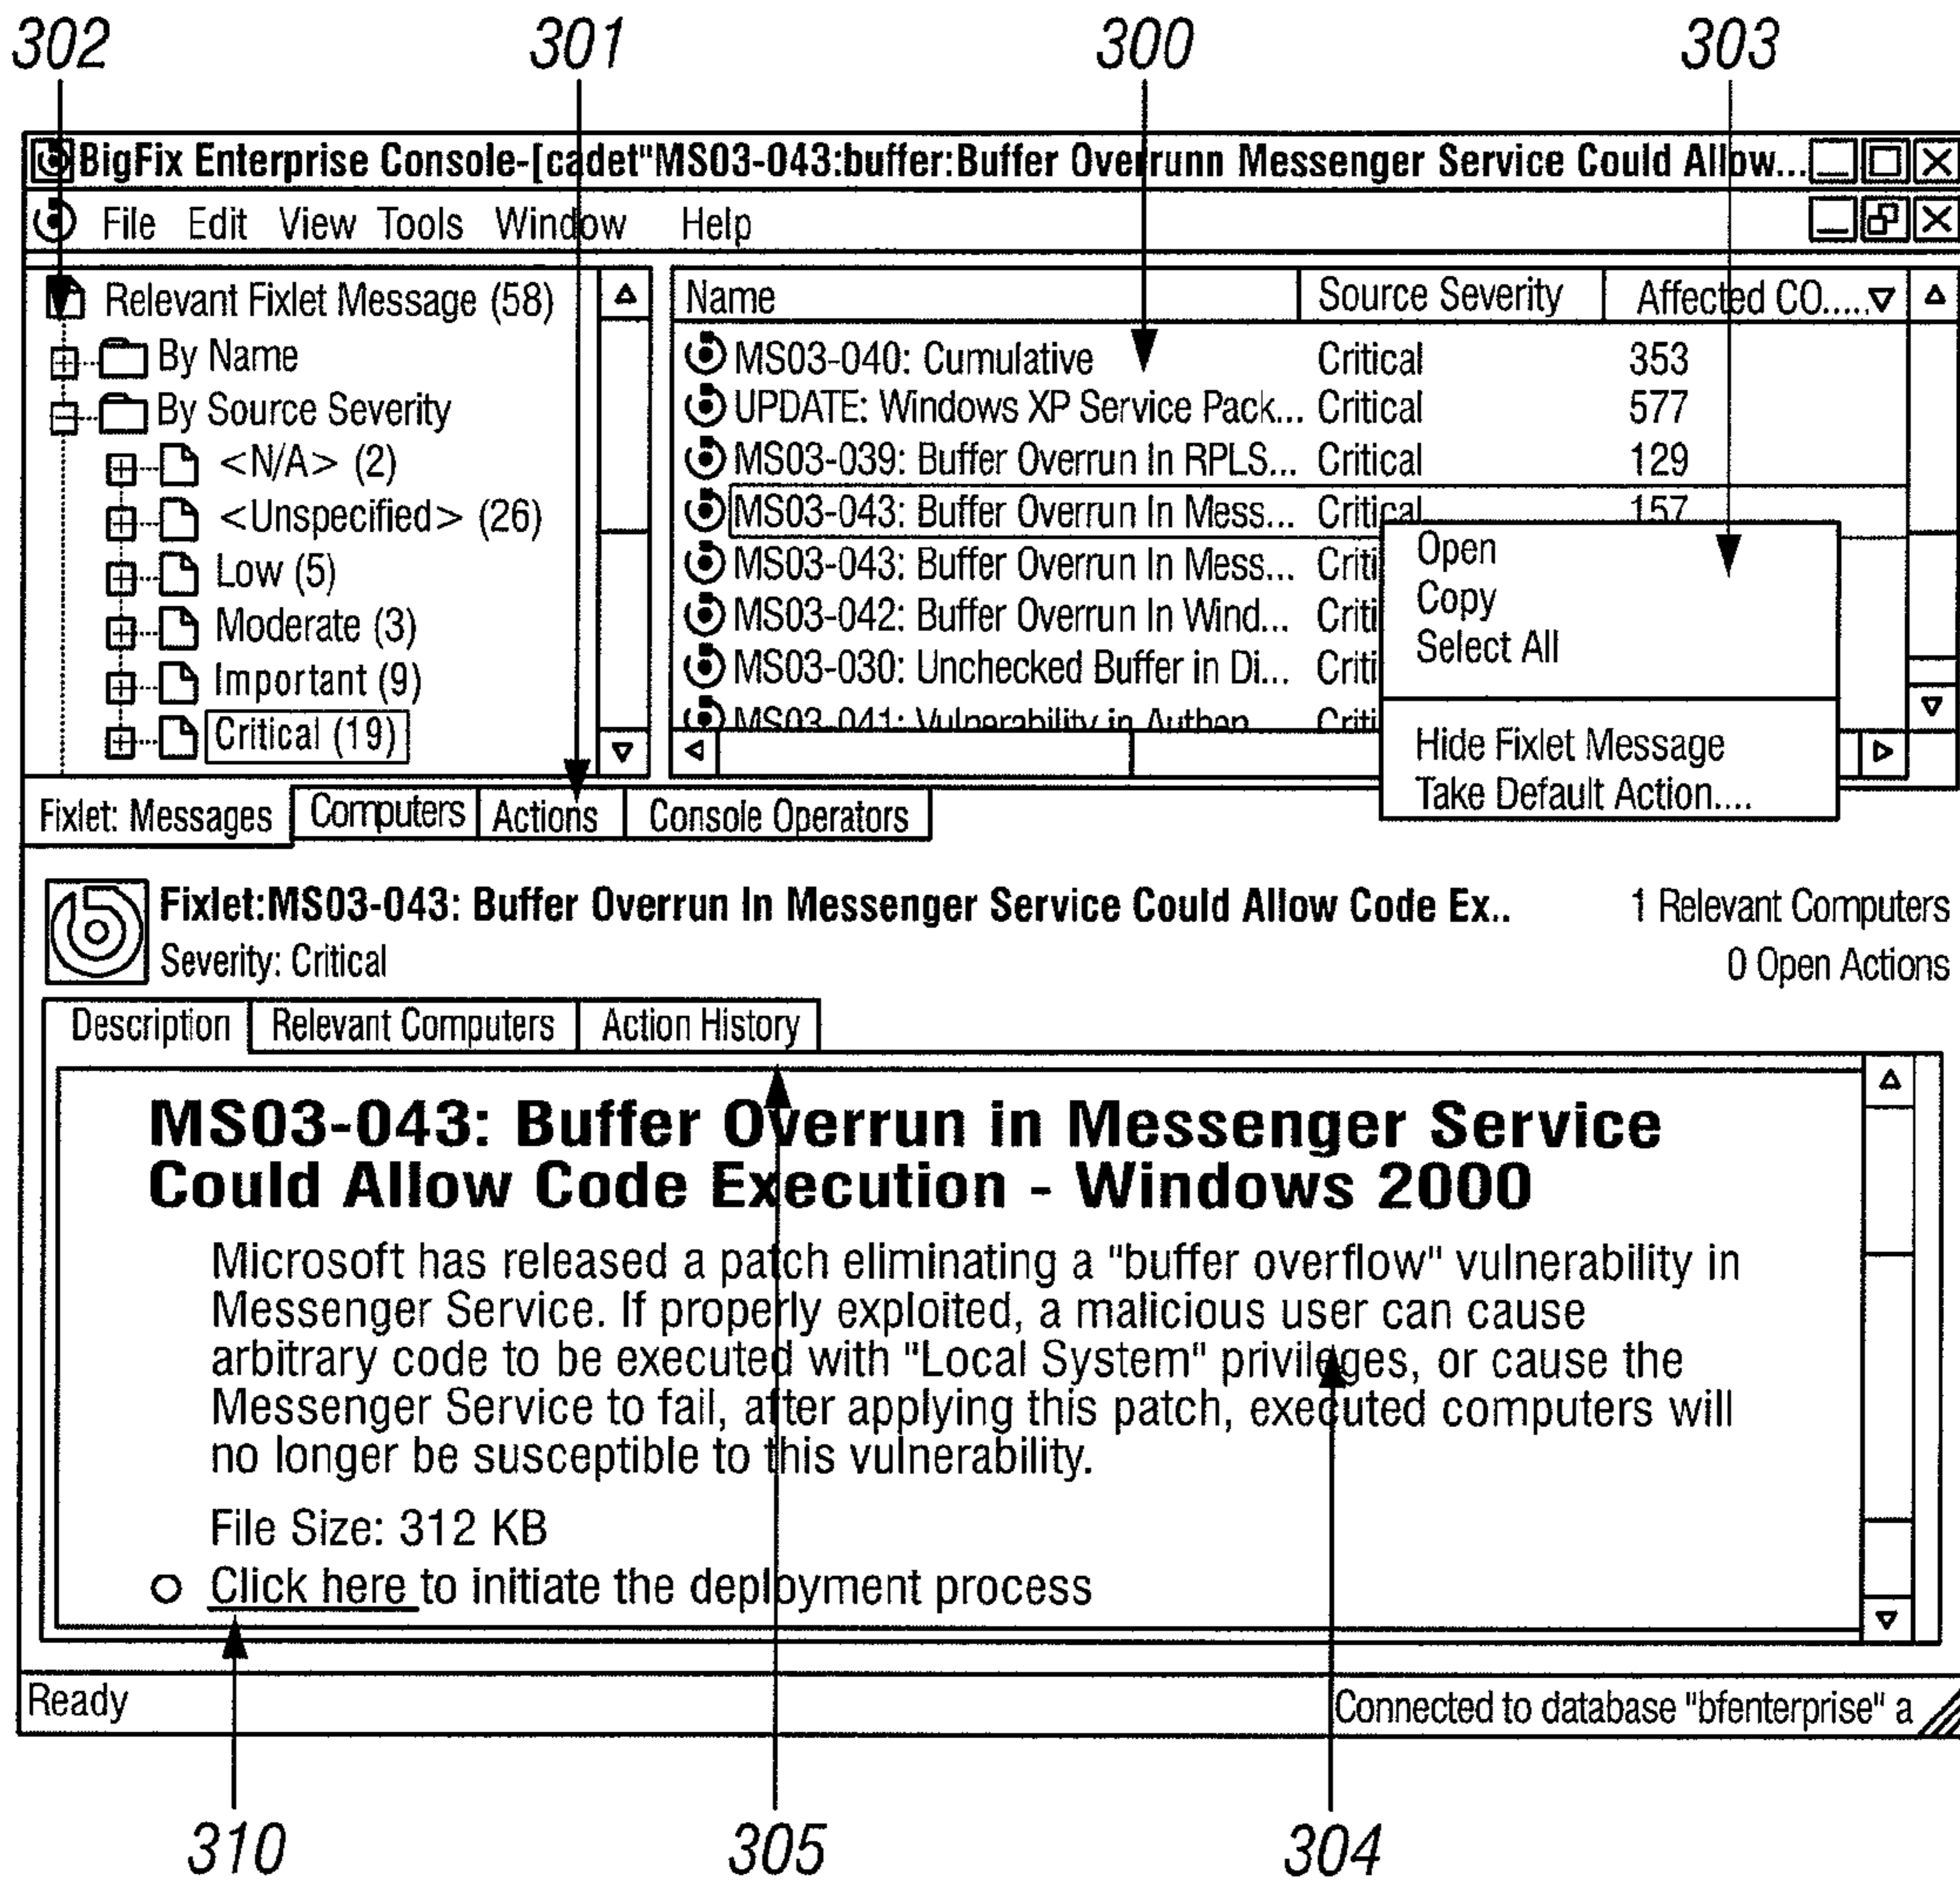 302 301 300 303
BigFix Enterprise Console-[cadet"MS03-043:buffer:Buffer Overrunn Messenger Service Could Allow...
File Edit View Tools Window Help
Relevant Fixlet Message (58)
By Name
By Source Severity
<N/A> (2)
<Unspecified> (26)
Low (5)
Moderate (3)
Important (9)
Critical (19)
Name Source Severity Affected CO.....
MS03-040: Cumulative Critical 353
UPDATE: Windows XP Service Pack... Critical 577
MS03-039: Buffer Overrun In RPLS... Critical 129
MS03-043: Buffer Overrun In Mess... Critical 157
MS03-043: Buffer Overrun In Mess... Criti
MS03-042: Buffer Overrun In Wind... Criti
MS03-030: Unchecked Buffer in Di... Criti
MS03-041: Vulnerability in Authen Criti
Open
Copy
Select All
Hide Fixlet Message
Take Default Action....
Fixlet: Messages Computers Actions Console Operators
Fixlet:MS03-043: Buffer Overrun In Messenger Service Could Allow Code Ex.. 1 Relevant Computers
Severity: Critical 0 Open Actions
Description Relevant Computers Action History
MS03-043: Buffer Overrun in Messenger Service
Could Allow Code Execution - Windows 2000
Microsoft has released a patch eliminating a "buffer overflow" vulnerability in
Messenger Service. If properly exploited, a malicious user can cause
arbitrary code to be executed with "Local System" privileges, or cause the
Messenger Service to fail, after applying this patch, executed computers will
no longer be susceptible to this vulnerability.
File Size: 312 KB
Click here to initiate the deployment process
Ready Connected to database "bfenterprise" a
310 305 304